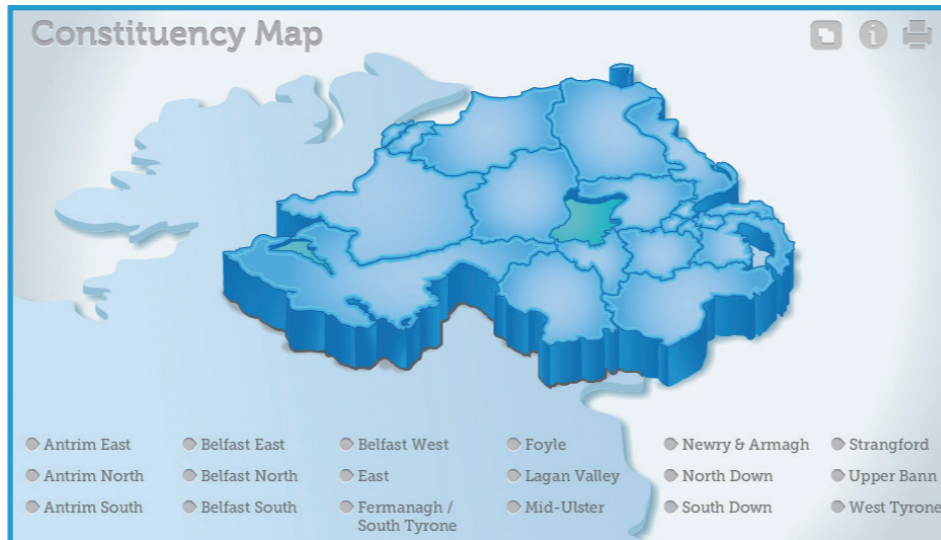 Constituency Map
Antrim East
Belfast East
Belfast West
Foyle
Newry & Armagh
Strangford
Antrim North
Belfast North
East
Lagan Valley
North Down
Upper Bann
Antrim South
Belfast South
Fermanagh /
South Tyrone
Mid-Ulster
South Down
West Tyrone